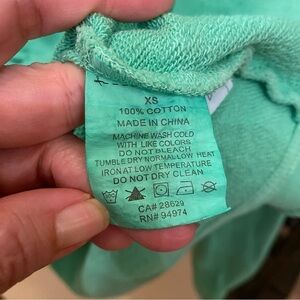 XS
100% COTTON
MADE IN CHINA
MACHINE WASH COLD
WITH LIKE COLORS
DO NOT BLEACH
TUMBLE DRY NORMAL LOW HEAT
IRON AT LOW TEMPERATURE
DO NOT DRY CLEAN
CA# 28629
RN# 94974